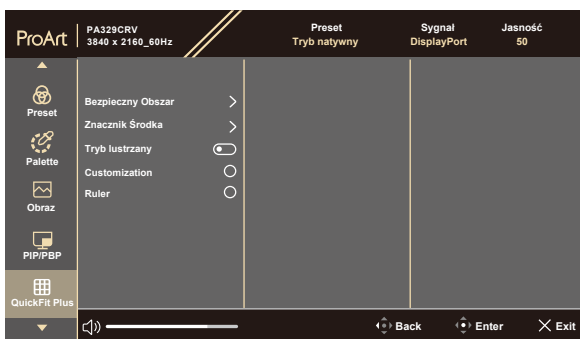 ProArt
PA329CRV
3840 x 2160_60Hz
Preset
Tryb natywny
Sygnał
DisplayPort
Jasność
50
Preset
Palette
Obraz
PIP/PBP
QuickFit Plus
Bezpieczny Obszar
Znacznik Środka
Tryb lustrzany
Customization
Ruler
Back
Enter
Exit